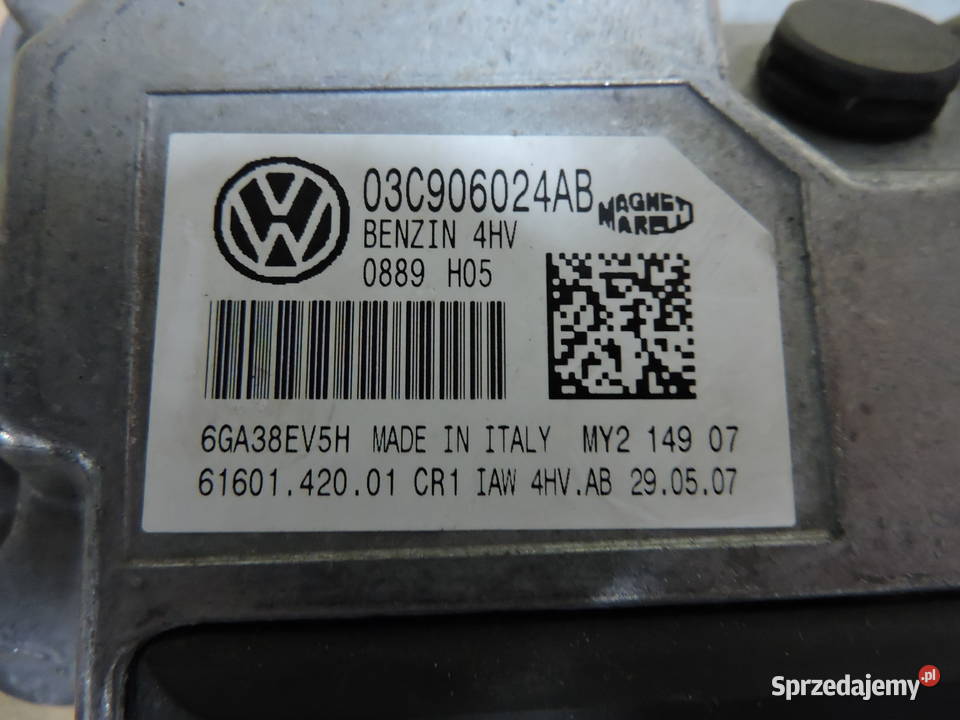 03C906024AB
MAGNETI MARELLI
BENZIN 4HV
0889 H05
6GA38EV5H MADE IN ITALY MY2 149 07
61601.420.01 CR1 IAW 4HV.AB 29.05.07
Sprzedajemy.pl